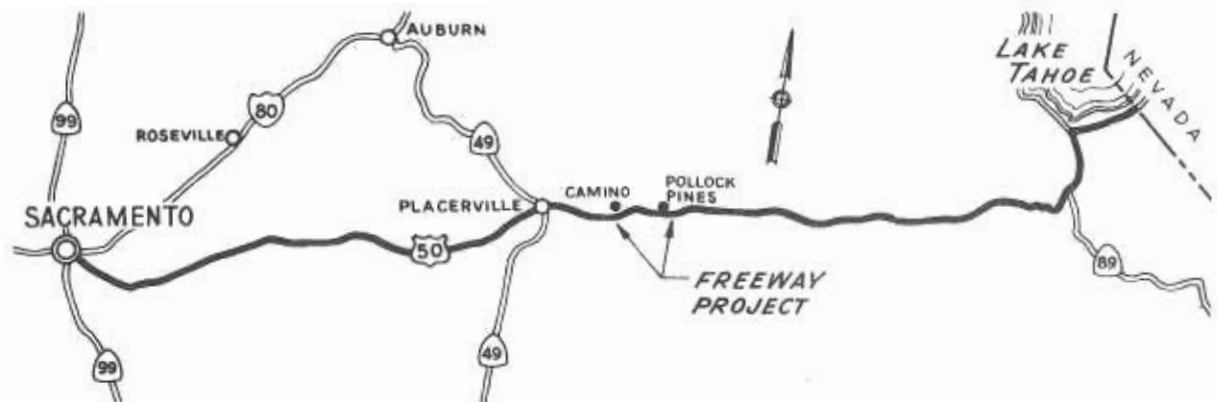 AUBURN
LAKE
TAHOE
NEVADA
99
80
ROSEVILLE
49
SACRAMENTO
PLACERVILLE
CAMINO
POLLOCK
PINES
50
FREEWAY
PROJECT
89
99
49